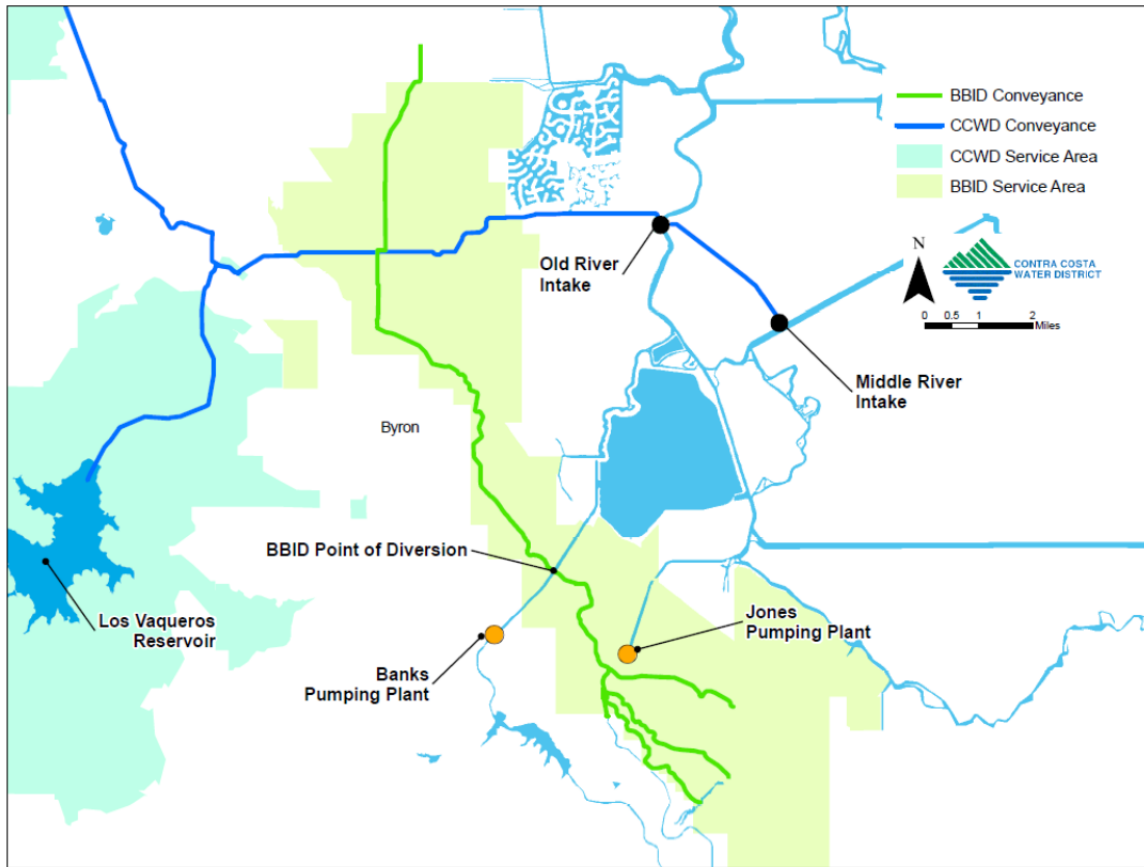 BBID Conveyance
CCWD Conveyance
CCWD Service Area
BBID Service Area
N
CONTRA COSTA
WATER DISTRICT
0 0.5 1 2
Miles
Old River
Intake
Middle River
Intake
Byron
BBID Point of Diversion
Los Vaqueros
Reservoir
Jones
Pumping Plant
Banks
Pumping Plant